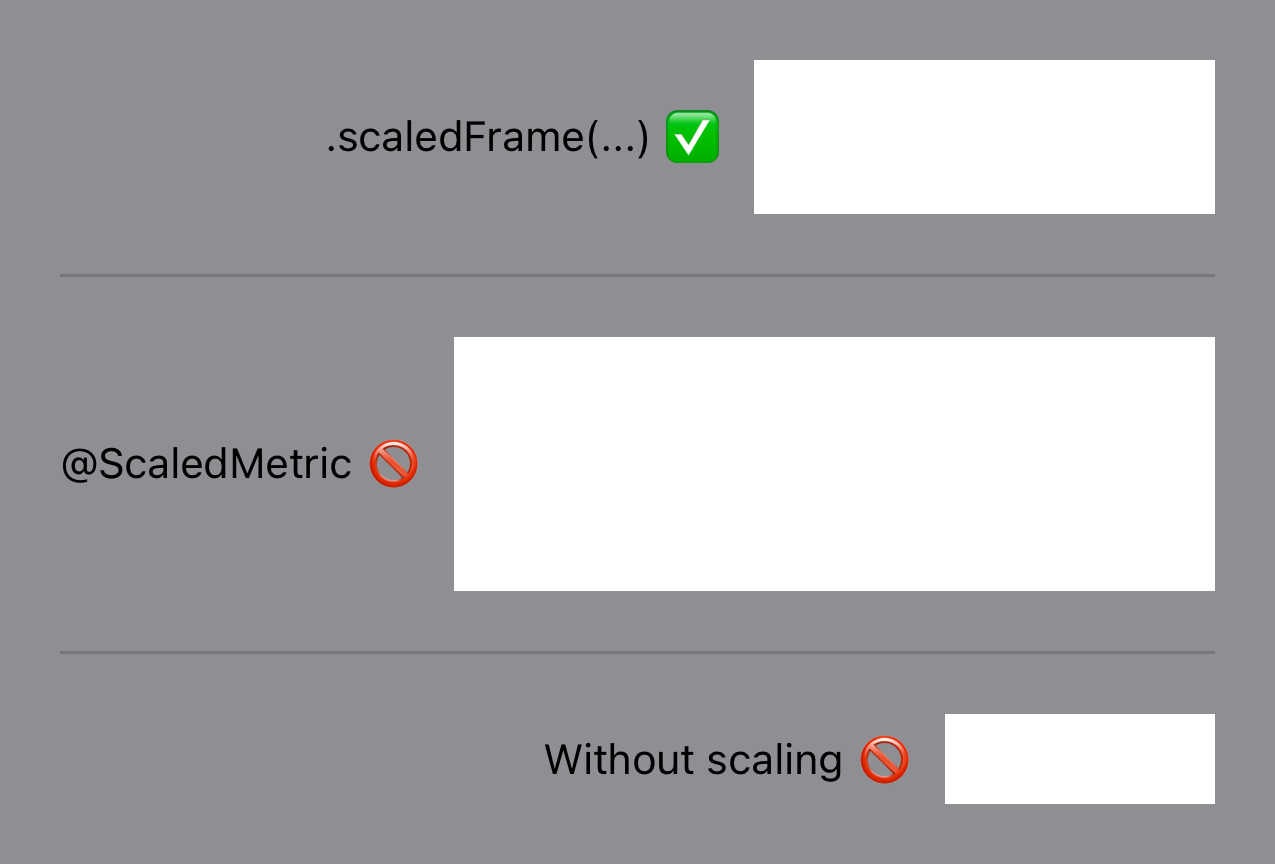 .scaledFrame(...) ✅
@ScaledMetric 🚫
Without scaling 🚫